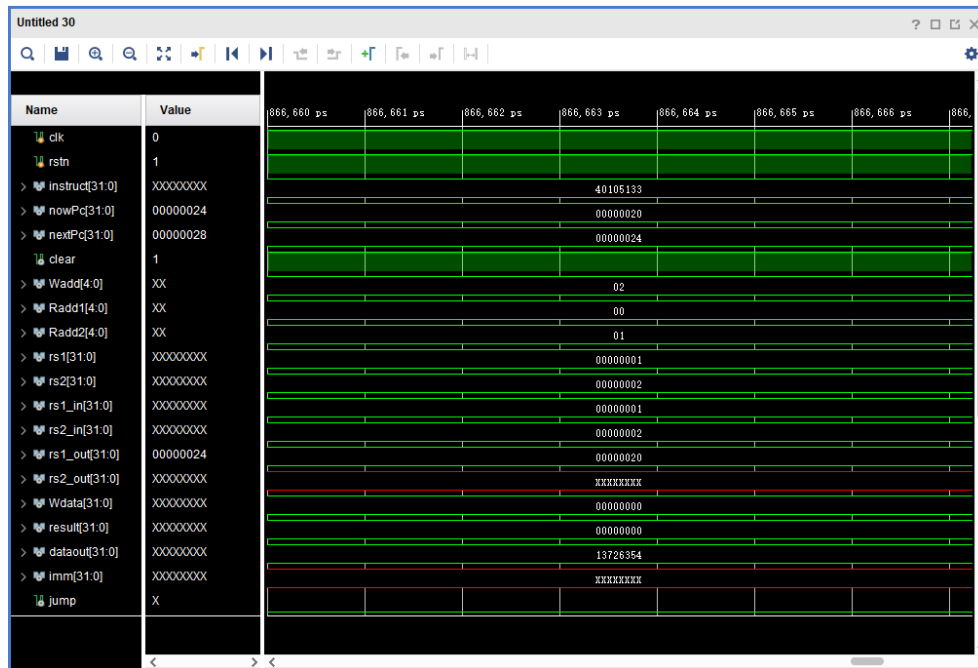 Untitled 30
Name Value
866,660 ps 866,661 ps 866,662 ps 866,663 ps 866,664 ps 866,665 ps 866,666 ps 866,
clk 0
rstn 1
instruct[31:0] XXXXXXXX 40105133
nowPc[31:0] 00000024 00000020
nextPc[31:0] 00000028 00000024
clear 1
Wadd[4:0] XX 02
Radd1[4:0] XX 00
Radd2[4:0] XX 01
rs1[31:0] XXXXXXXX 00000001
rs2[31:0] XXXXXXXX 00000002
rs1_in[31:0] XXXXXXXX 00000001
rs2_in[31:0] XXXXXXXX 00000002
rs1_out[31:0] 00000024 00000020
rs2_out[31:0] XXXXXXXX XXXXXXXX
Wdata[31:0] XXXXXXXX 00000000
result[31:0] XXXXXXXX 00000000
dataout[31:0] XXXXXXXX 13726354
imm[31:0] XXXXXXXX XXXXXXXX
jump X